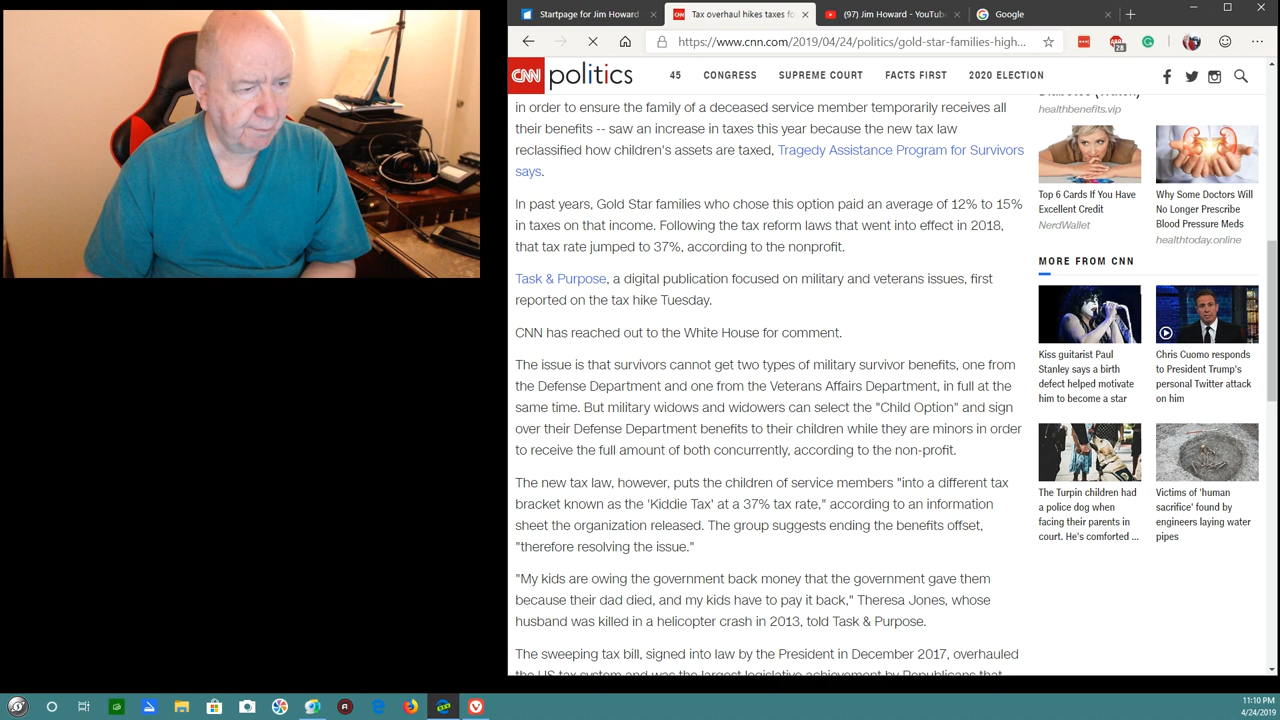 Startpage for Jim Howard
Tax overhaul hikes taxes fo
(97) Jim Howard - YouTub
Google
https://www.cnn.com/2019/04/24/politics/gold-star-families-high...
28
CNN politics
45 CONGRESS SUPREME COURT FACTS FIRST 2020 ELECTION
in order to ensure the family of a deceased service member temporarily receives all
their benefits -- saw an increase in taxes this year because the new tax law
reclassified how children's assets are taxed, Tragedy Assistance Program for Survivors
says.
In past years, Gold Star families who chose this option paid an average of 12% to 15%
in taxes on that income. Following the tax reform laws that went into effect in 2018,
that tax rate jumped to 37%, according to the nonprofit.
Task & Purpose, a digital publication focused on military and veterans issues, first
reported on the tax hike Tuesday.
CNN has reached out to the White House for comment.
The issue is that survivors cannot get two types of military survivor benefits, one from
the Defense Department and one from the Veterans Affairs Department, in full at the
same time. But military widows and widowers can select the "Child Option" and sign
over their Defense Department benefits to their children while they are minors in order
to receive the full amount of both concurrently, according to the non-profit.
The new tax law, however, puts the children of service members "into a different tax
bracket known as the 'Kiddie Tax' at a 37% tax rate," according to an information
sheet the organization released. The group suggests ending the benefits offset,
"therefore resolving the issue."
"My kids are owing the government back money that the government gave them
because their dad died, and my kids have to pay it back," Theresa Jones, whose
husband was killed in a helicopter crash in 2013, told Task & Purpose.
The sweeping tax bill, signed into law by the President in December 2017, overhauled
the US tax system and was the largest legislative achievement by Republicans that
healthbenefits.vip
Top 6 Cards If You Have
Excellent Credit
NerdWallet
Why Some Doctors Will
No Longer Prescribe
Blood Pressure Meds
healthtoday.online
MORE FROM CNN
Kiss guitarist Paul
Stanley says a birth
defect helped motivate
him to become a star
Chris Cuomo responds
to President Trump's
personal Twitter attack
on him
The Turpin children had
a police dog when
facing their parents in
court. He's comforted ...
Victims of 'human
sacrifice' found by
engineers laying water
pipes
11:10 PM
4/24/2019